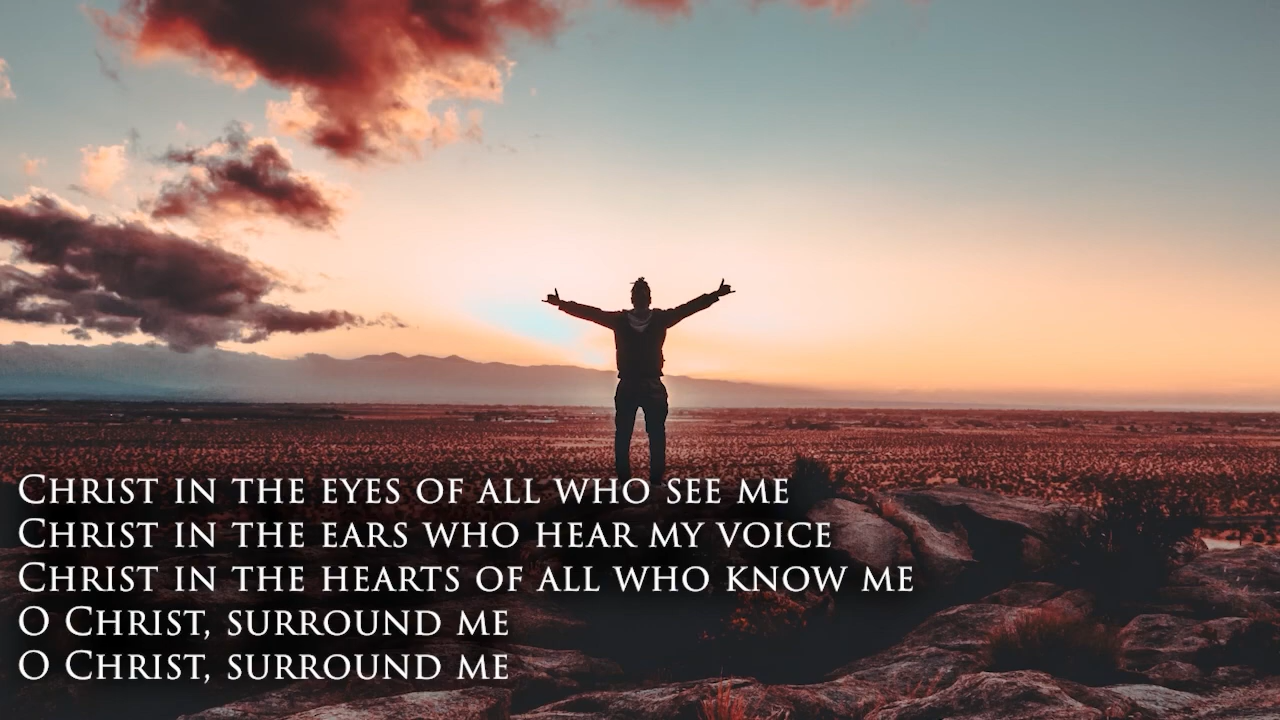 Christ in the eyes of all who see me
Christ in the ears who hear my voice
Christ in the hearts of all who know me
O Christ, surround me
O Christ, surround me